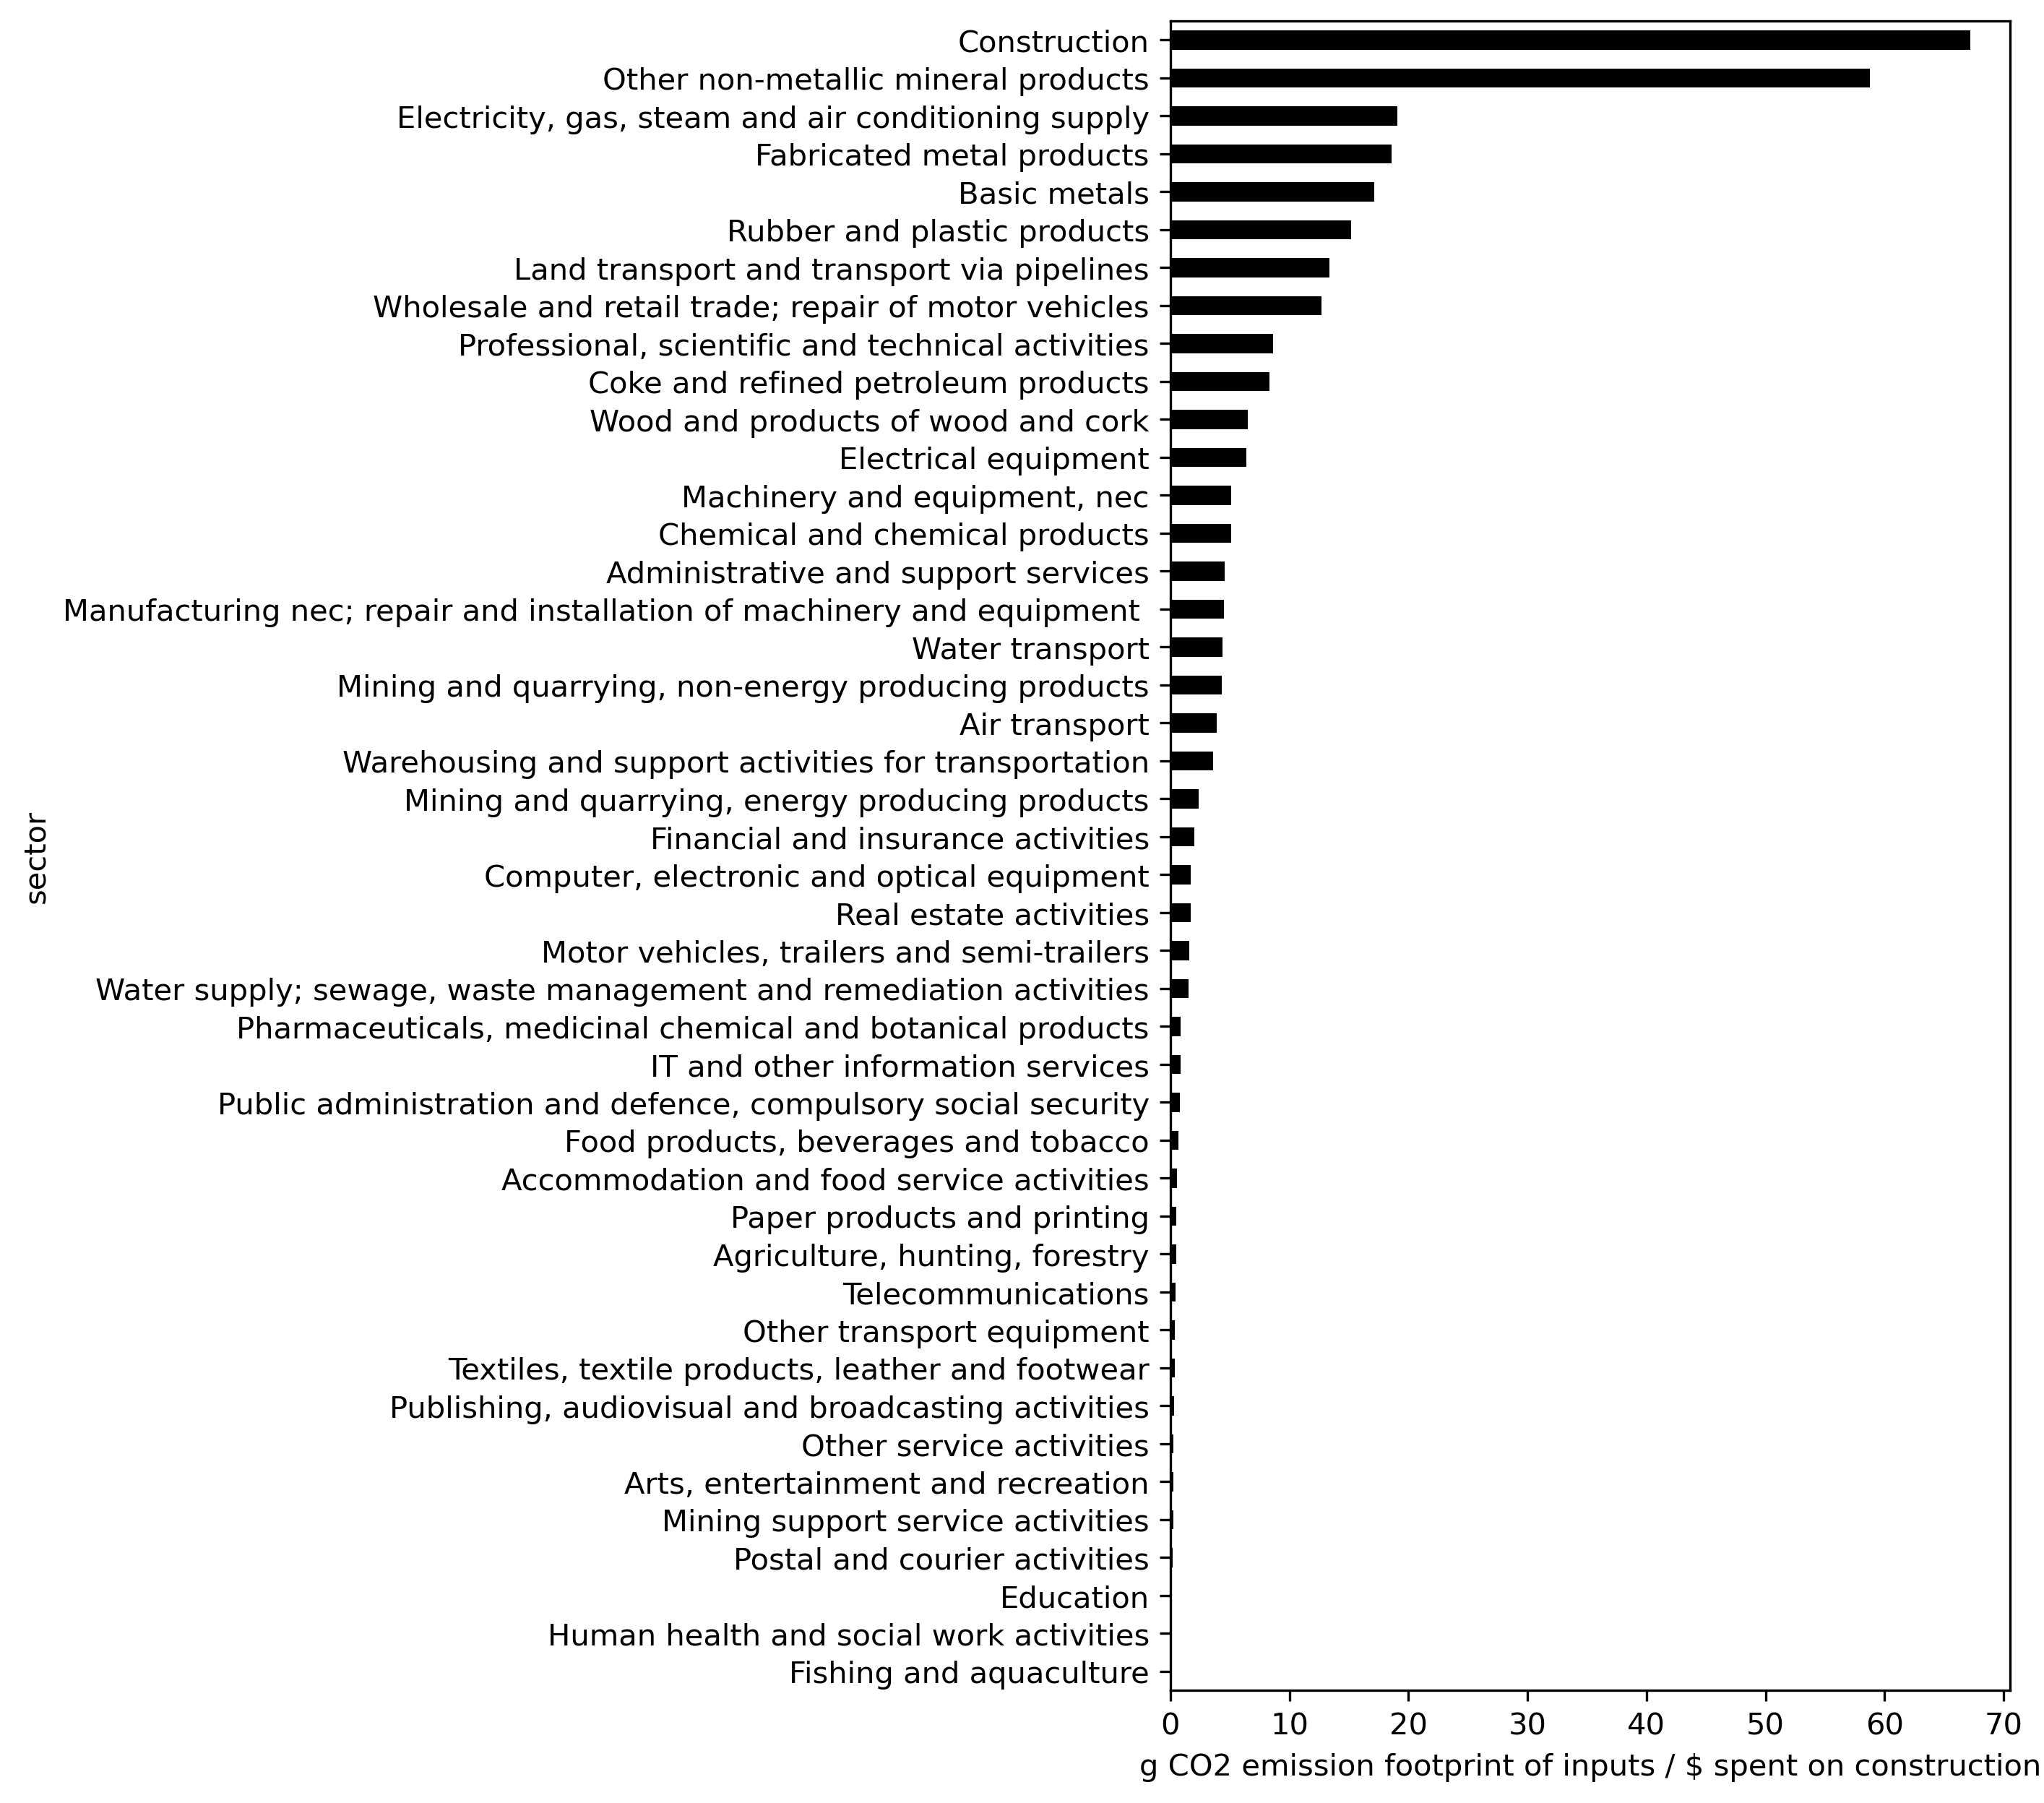 Construction
Other non-metallic mineral products
Electricity, gas, steam and air conditioning supply
Fabricated metal products
Basic metals
Rubber and plastic products
Land transport and transport via pipelines
Wholesale and retail trade; repair of motor vehicles
Professional, scientific and technical activities
Coke and refined petroleum products
Wood and products of wood and cork
Electrical equipment
Machinery and equipment, nec
Chemical and chemical products
Administrative and support services
Manufacturing nec; repair and installation of machinery and equipment
Water transport
Mining and quarrying, non-energy producing products
Air transport
Warehousing and support activities for transportation
Mining and quarrying, energy producing products
Financial and insurance activities
Computer, electronic and optical equipment
Real estate activities
Motor vehicles, trailers and semi-trailers
Water supply; sewage, waste management and remediation activities
Pharmaceuticals, medicinal chemical and botanical products
IT and other information services
Public administration and defence, compulsory social security
Food products, beverages and tobacco
Accommodation and food service activities
Paper products and printing
Agriculture, hunting, forestry
Telecommunications
Other transport equipment
Textiles, textile products, leather and footwear
Publishing, audiovisual and broadcasting activities
Other service activities
Arts, entertainment and recreation
Mining support service activities
Postal and courier activities
Education
Human health and social work activities
Fishing and aquaculture
sector
0 10 20 30 40 50 60 70
g CO2 emission footprint of inputs / $ spent on construction